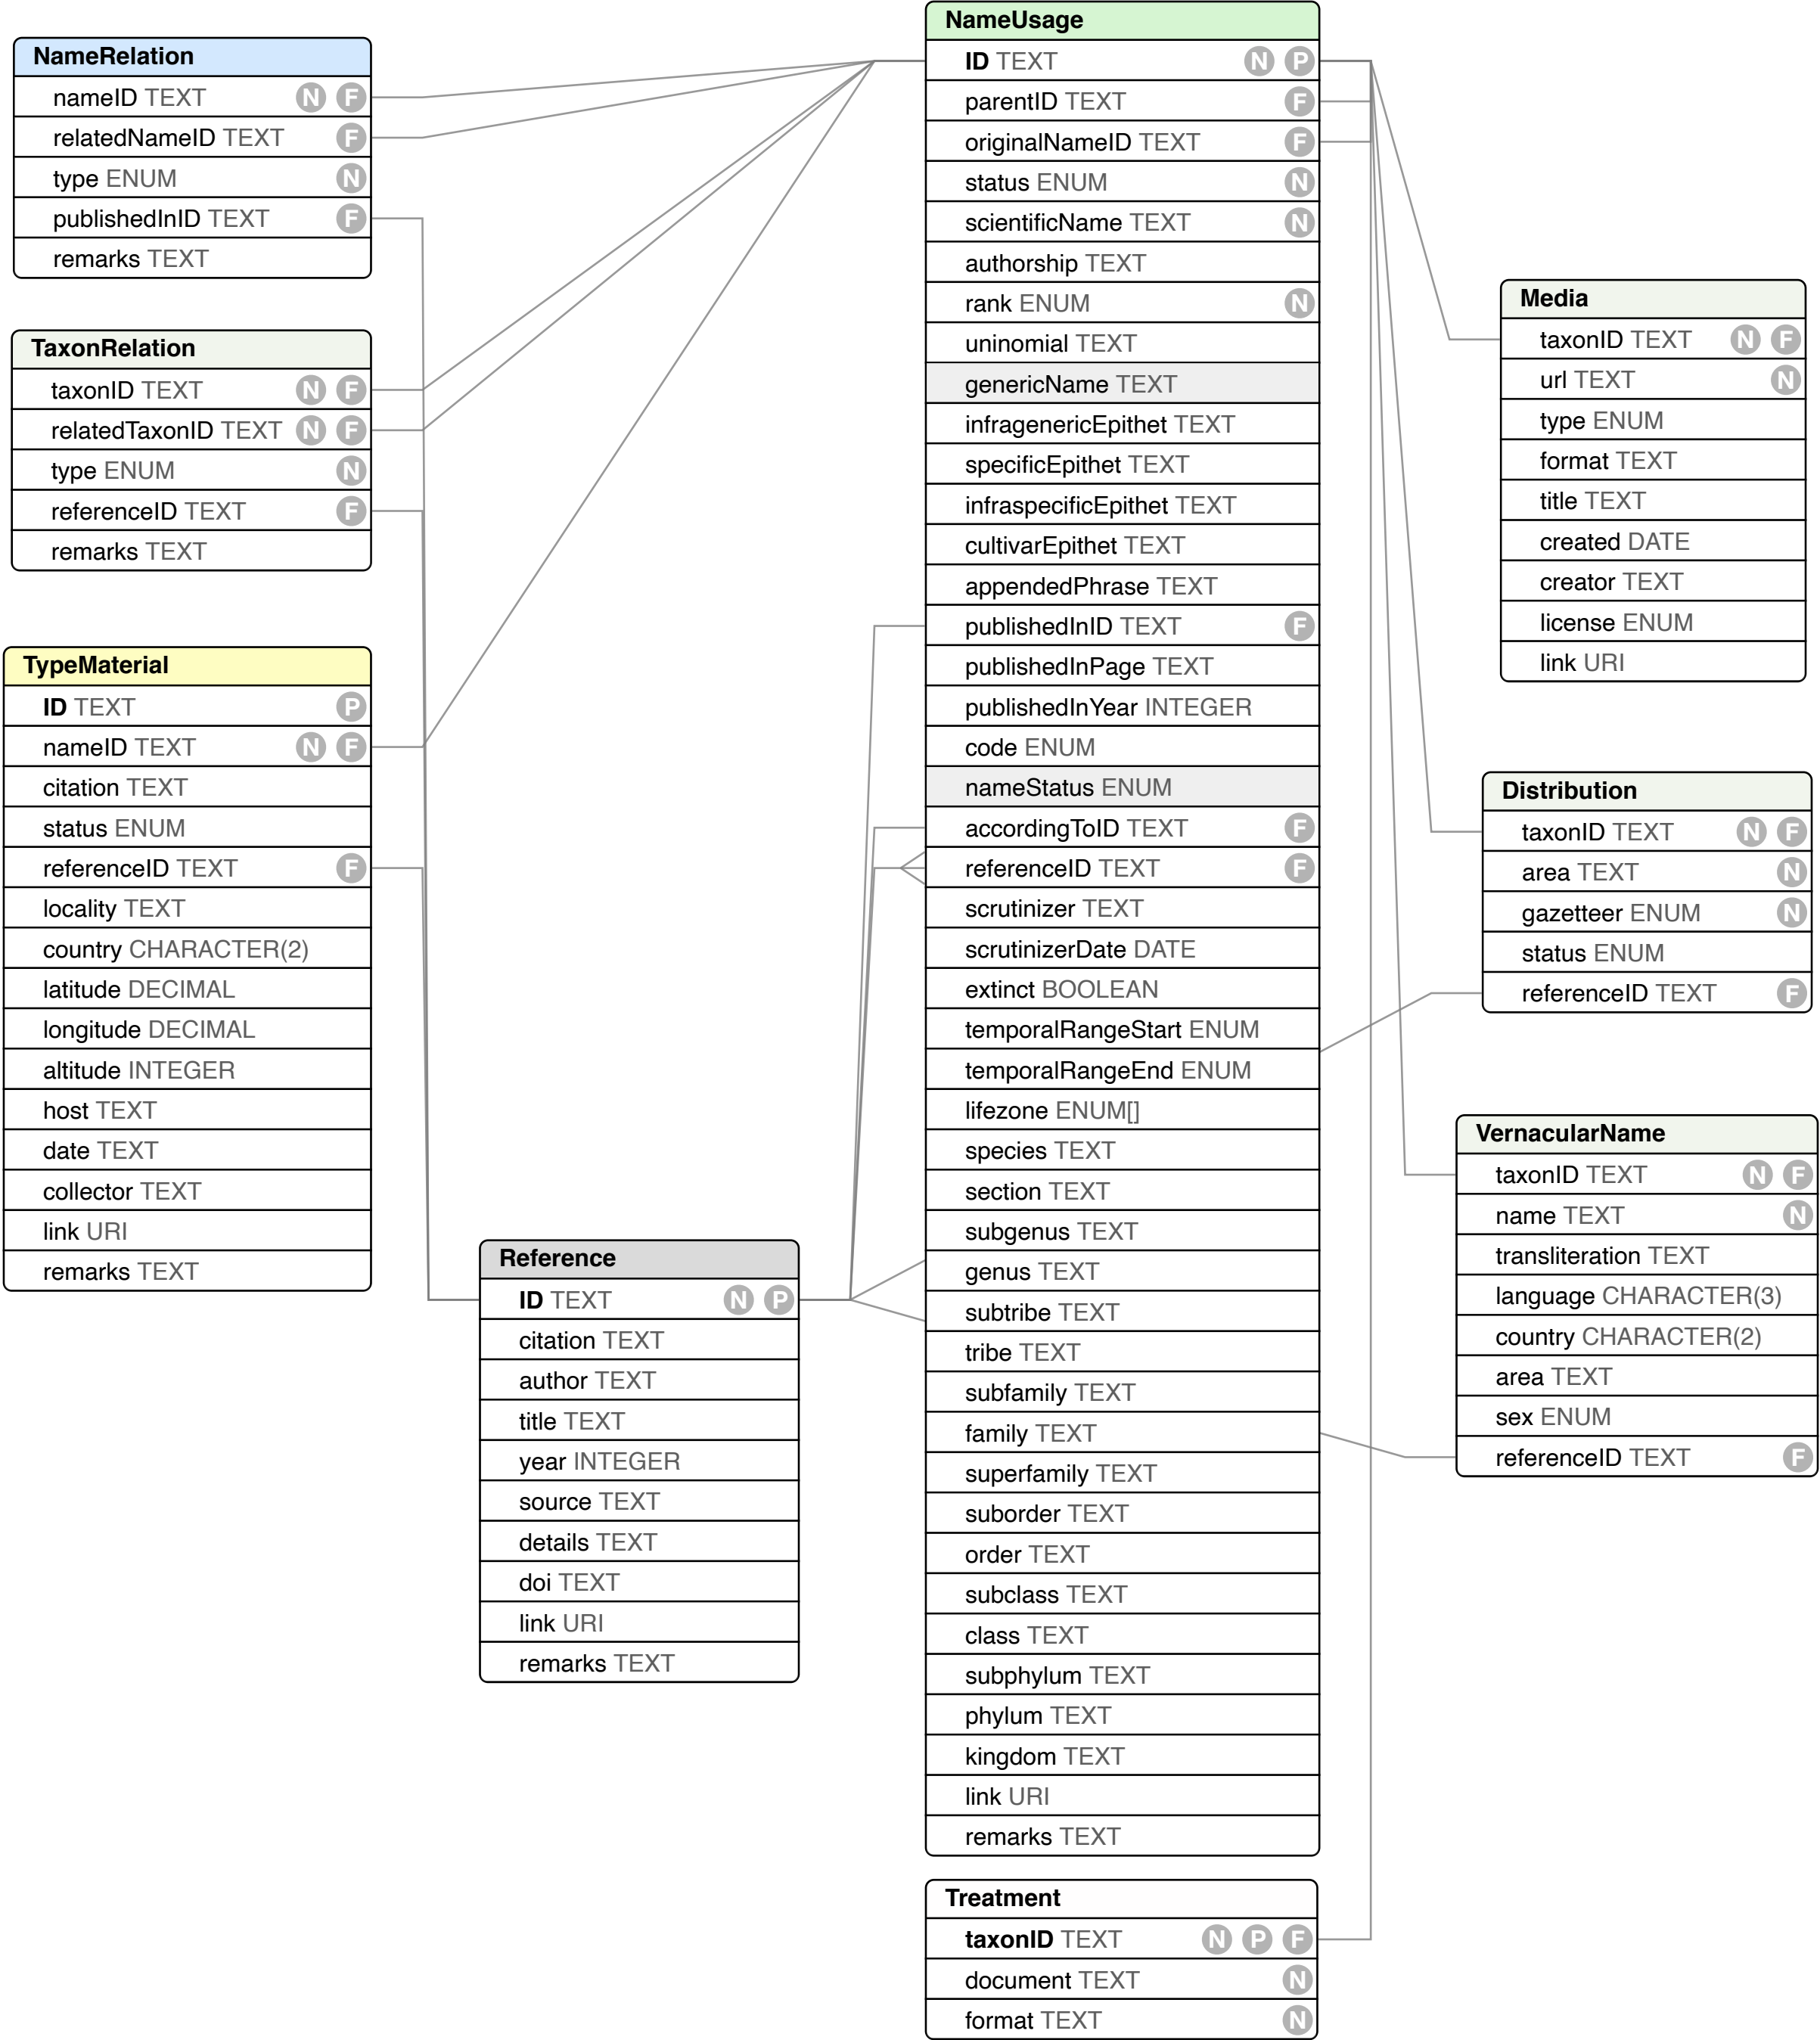 NameRelation
nameID TEXT N F
relatedNameID TEXT F
type ENUM N
publishedInID TEXT F
remarks TEXT
TaxonRelation
taxonID TEXT N F
relatedTaxonID TEXT N F
type ENUM N
referenceID TEXT F
remarks TEXT
TypeMaterial
ID TEXT P
nameID TEXT N F
citation TEXT
status ENUM
referenceID TEXT F
locality TEXT
country CHARACTER(2)
latitude DECIMAL
longitude DECIMAL
altitude INTEGER
host TEXT
date TEXT
collector TEXT
link URI
remarks TEXT
Reference
ID TEXT N P
citation TEXT
author TEXT
title TEXT
year INTEGER
source TEXT
details TEXT
doi TEXT
link URI
remarks TEXT
NameUsage
ID TEXT N P
parentID TEXT F
originalNameID TEXT F
status ENUM N
scientificName TEXT N
authorship TEXT
rank ENUM N
uninomial TEXT
genericName TEXT
infragenericEpithet TEXT
specificEpithet TEXT
infraspecificEpithet TEXT
cultivarEpithet TEXT
appendedPhrase TEXT
publishedInID TEXT F
publishedInPage TEXT
publishedInYear INTEGER
code ENUM
nameStatus ENUM
accordingToID TEXT F
referenceID TEXT F
scrutinizer TEXT
scrutinizerDate DATE
extinct BOOLEAN
temporalRangeStart ENUM
temporalRangeEnd ENUM
lifezone ENUM[]
species TEXT
section TEXT
subgenus TEXT
genus TEXT
subtribe TEXT
tribe TEXT
subfamily TEXT
family TEXT
superfamily TEXT
suborder TEXT
order TEXT
subclass TEXT
class TEXT
subphylum TEXT
phylum TEXT
kingdom TEXT
link URI
remarks TEXT
Treatment
taxonID TEXT N P F
document TEXT N
format TEXT N
Media
taxonID TEXT N F
url TEXT N
type ENUM
format TEXT
title TEXT
created DATE
creator TEXT
license ENUM
link URI
Distribution
taxonID TEXT N F
area TEXT N
gazetteer ENUM N
status ENUM
referenceID TEXT F
VernacularName
taxonID TEXT N F
name TEXT N
transliteration TEXT
language CHARACTER(3)
country CHARACTER(2)
area TEXT
sex ENUM
referenceID TEXT F